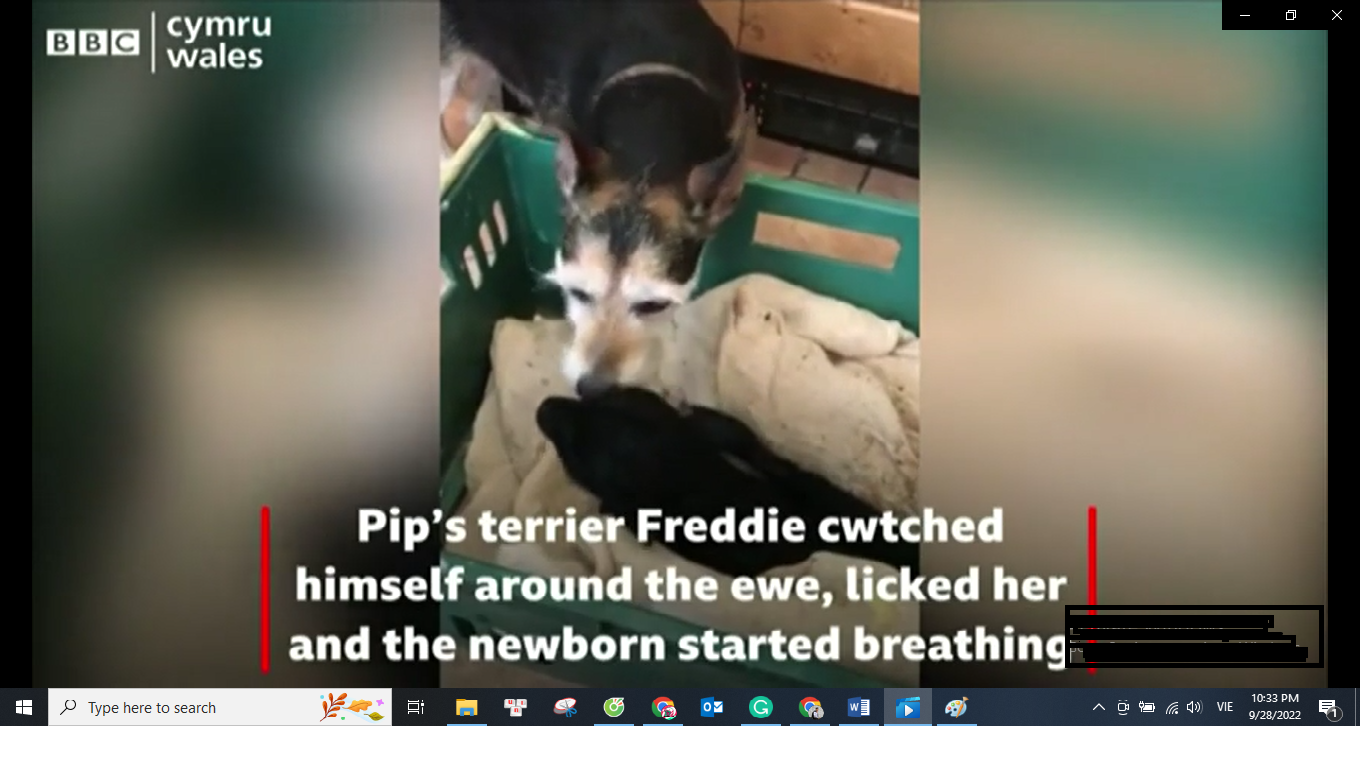 BBC
cymru
wales
Pip's terrier Freddie cwtched
himself around the ewe, licked her
and the newborn started breathing
Type here to search
VIE
10:33 PM
9/28/2022
1